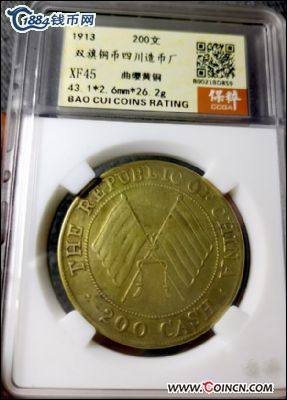 1884钱币网
1913 200文
双旗铜币四川造币厂
XF45 曲缨黄铜
43.1*2.6mm*26.2g
BAO CUI COINS RATING
保粹
CCGA
THE REPUBLIC OF CHINA
200 CASH
www.COINCN.com